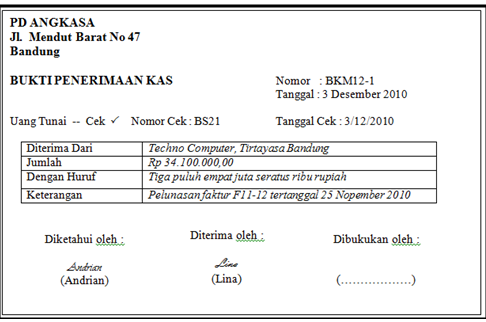 PD ANGKASA
Jl. Mendut Barat No 47
Bandung
BUKTI PENERIMAAN KAS
Nomor : BKM12-1
Tanggal : 3 Desember 2010
Uang Tunai -- Cek ✓ Nomor Cek : BS21 Tanggal Cek : 3/12/2010
Diterima Dari Techno Computer, Tirtayasa Bandung
Jumlah Rp 34.100.000,00
Dengan Huruf Tiga puluh empat juta seratus ribu rupiah
Keterangan Pelunasan faktur F11-12 tertanggal 25 Nopember 2010
Diketahui oleh : Diterima oleh : Dibukukan oleh :
Andrian Lina
(Andrian) (Lina) (………………)